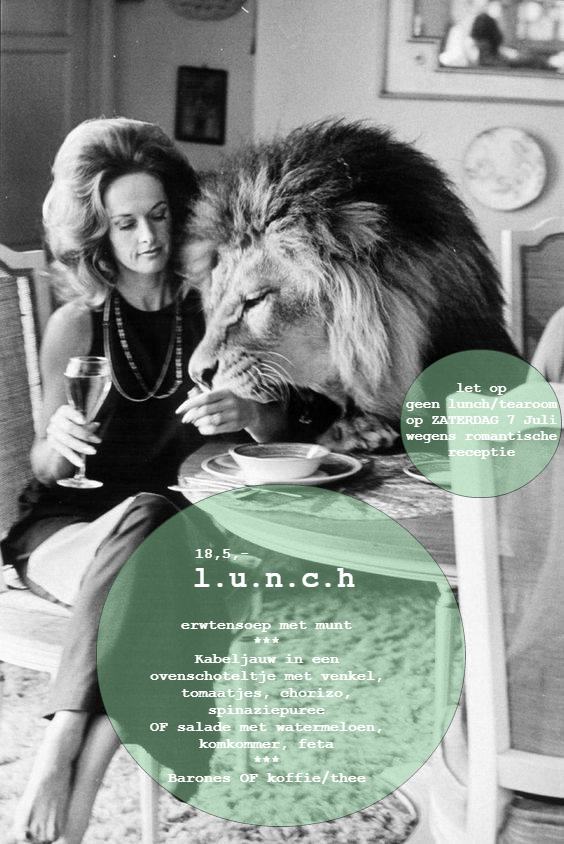 let op
geen lunch/tearoom
op ZATERDAG 7 Juli
wegens romantische
receptie
18,5,-
l.u.n.c.h
erwtensoep met munt
***
Kabeljauw in een
ovenschoteltje met venkel,
tomaatjes, chorizo,
spinaziepuree
OF salade met watermeloen,
komkommer, feta
***
Barones OF koffie/thee